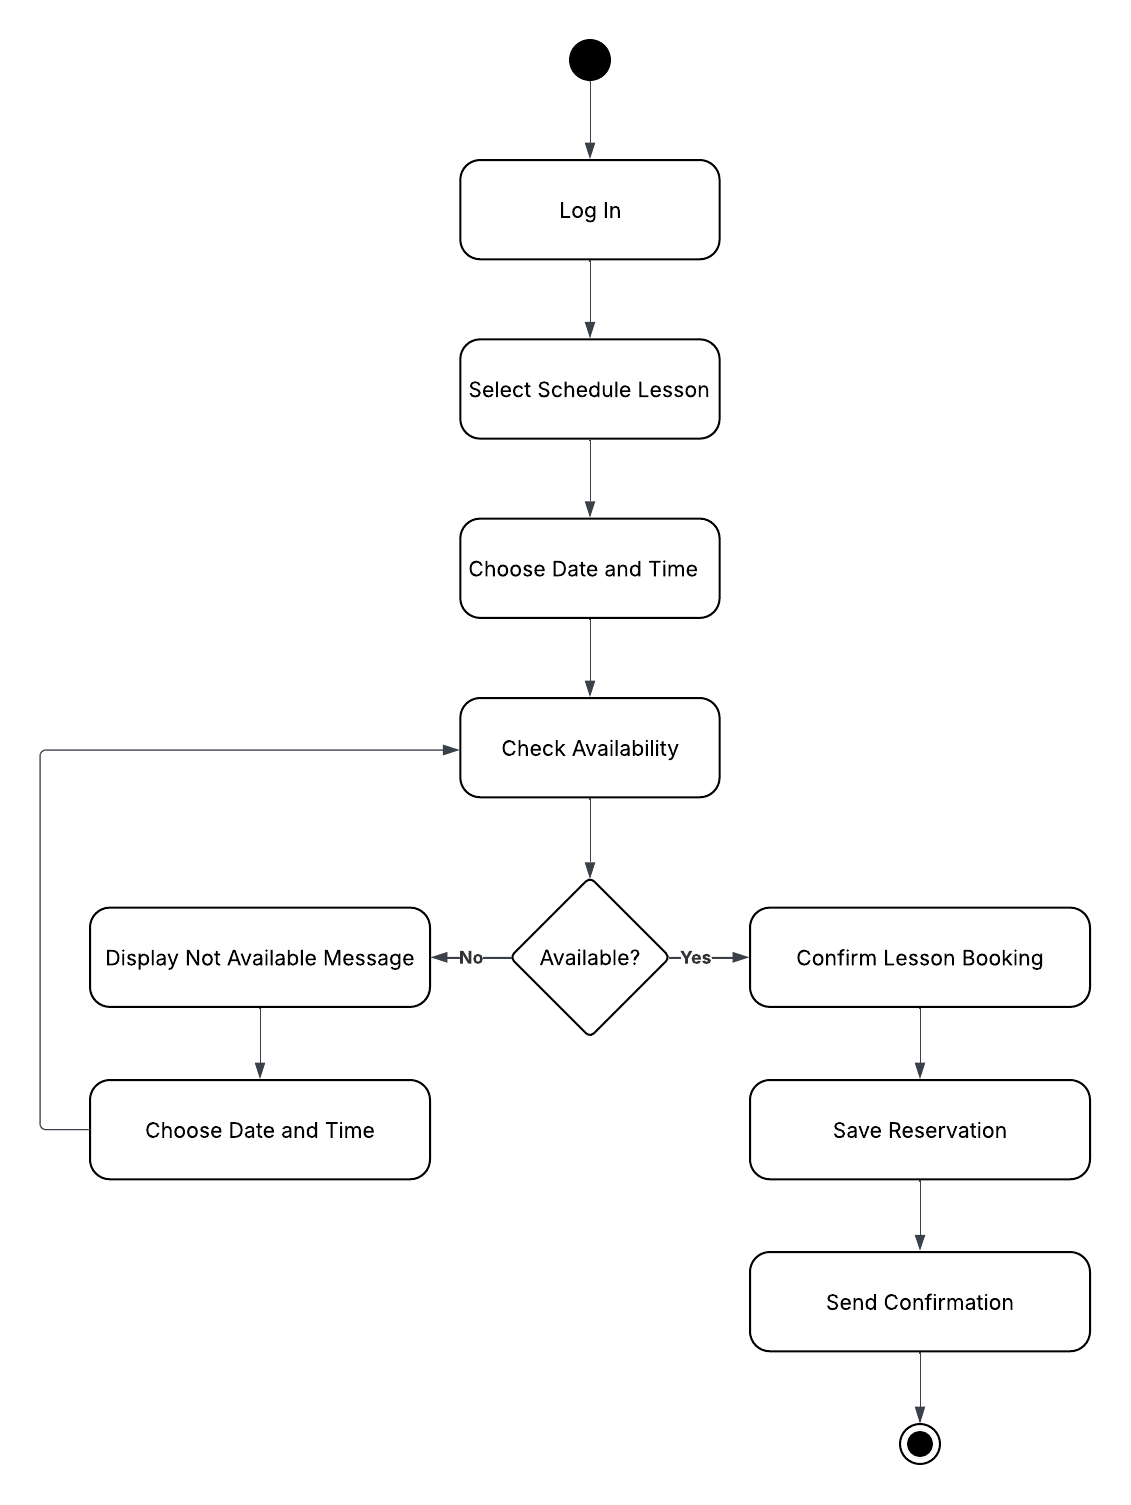 Log In
Select Schedule Lesson
Choose Date and Time
Check Availability
Display Not Available Message
No
Available?
Yes
Confirm Lesson Booking
Choose Date and Time
Save Reservation
Send Confirmation